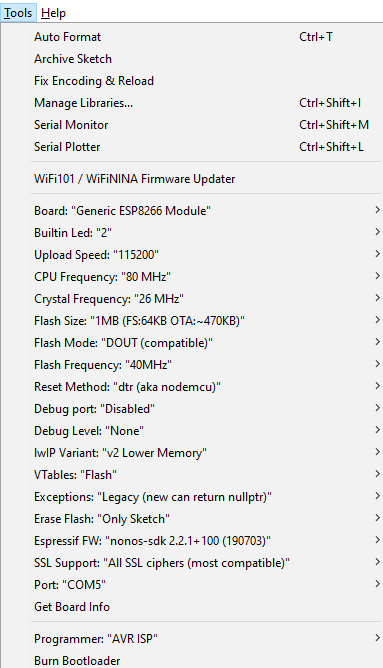 Tools Help
Auto Format Ctrl+T
Archive Sketch
Fix Encoding & Reload
Manage Libraries... Ctrl+Shift+I
Serial Monitor Ctrl+Shift+M
Serial Plotter Ctrl+Shift+L
WiFi101 / WiFiNINA Firmware Updater
Board: "Generic ESP8266 Module"
Builtin Led: "2"
Upload Speed: "115200"
CPU Frequency: "80 MHz"
Crystal Frequency: "26 MHz"
Flash Size: "1MB (FS:64KB OTA:~470KB)"
Flash Mode: "DOUT (compatible)"
Flash Frequency: "40MHz"
Reset Method: "dtr (aka nodemcu)"
Debug port: "Disabled"
Debug Level: "None"
lwIP Variant: "v2 Lower Memory"
VTables: "Flash"
Exceptions: "Legacy (new can return nullptr)"
Erase Flash: "Only Sketch"
Espressif FW: "nonos-sdk 2.2.1+100 (190703)"
SSL Support: "All SSL ciphers (most compatible)"
Port: "COM5"
Get Board Info
Programmer: "AVR ISP"
Burn Bootloader